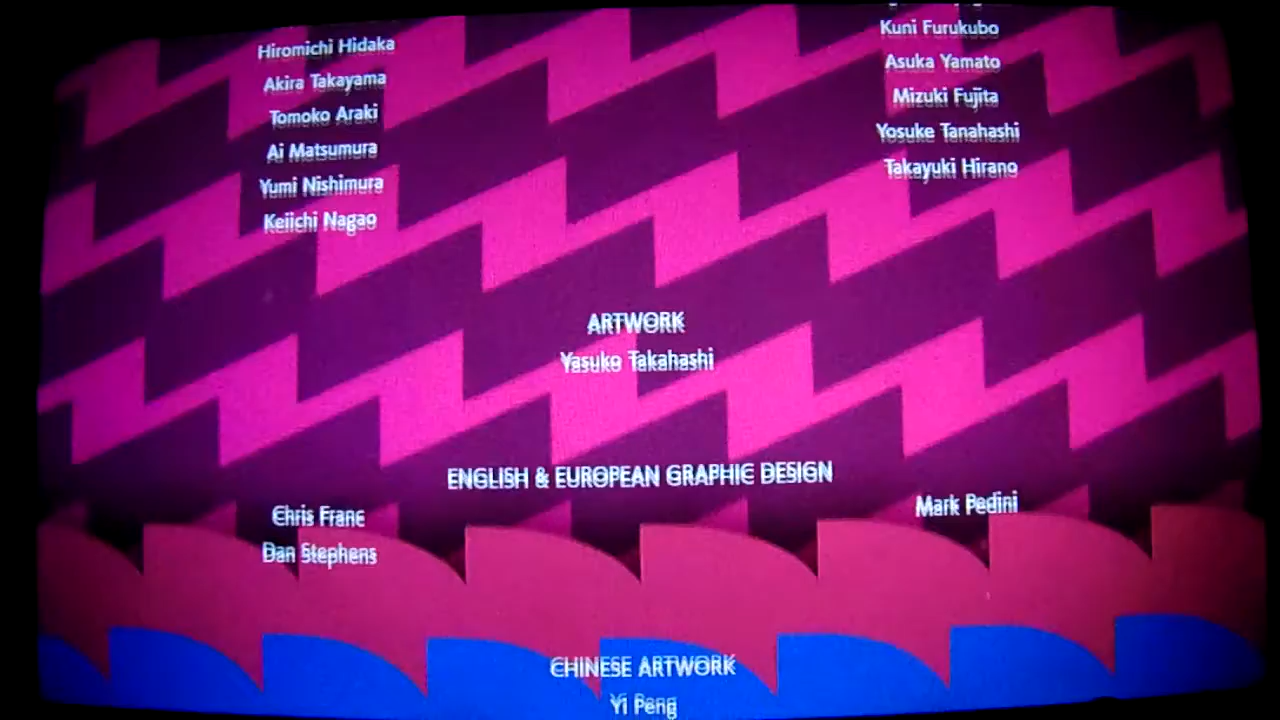 Hiromichi Hidaka
Akira Takayama
Tomoko Araki
Ai Matsumura
Yumi Nishimura
Keiichi Nagao
Kuni Furukubo
Asuka Yamato
Mizuki Fujita
Yosuke Tanahashi
Takayuki Hirano
ARTWORK
Yasuko Takahashi
ENGLISH & EUROPEAN GRAPHIC DESIGN
Chris Franc
Dan Stephens
Mark Pedini
CHINESE ARTWORK
Yi Peng